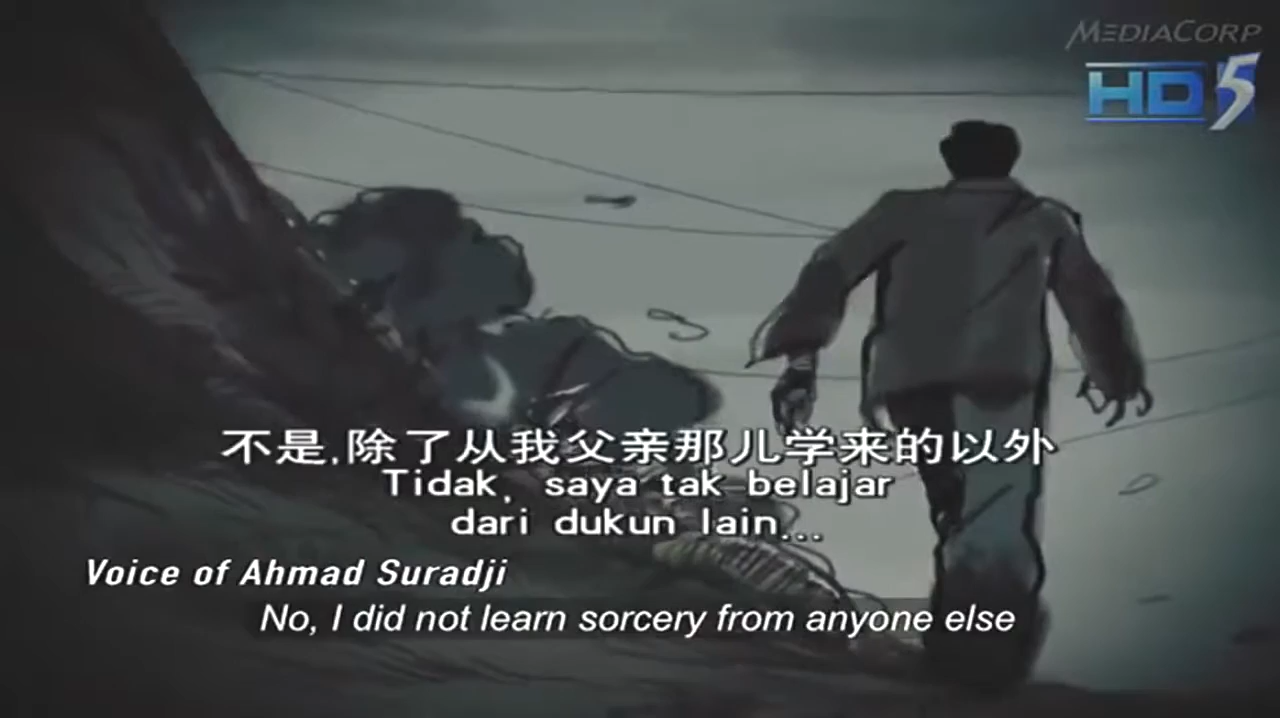 MEDIACORP
HD5
不是,除了从我父亲那儿学来的以外
Tidak, saya tak belajar
dari dukun lain...
Voice of Ahmad Suradji
No, I did not learn sorcery from anyone else